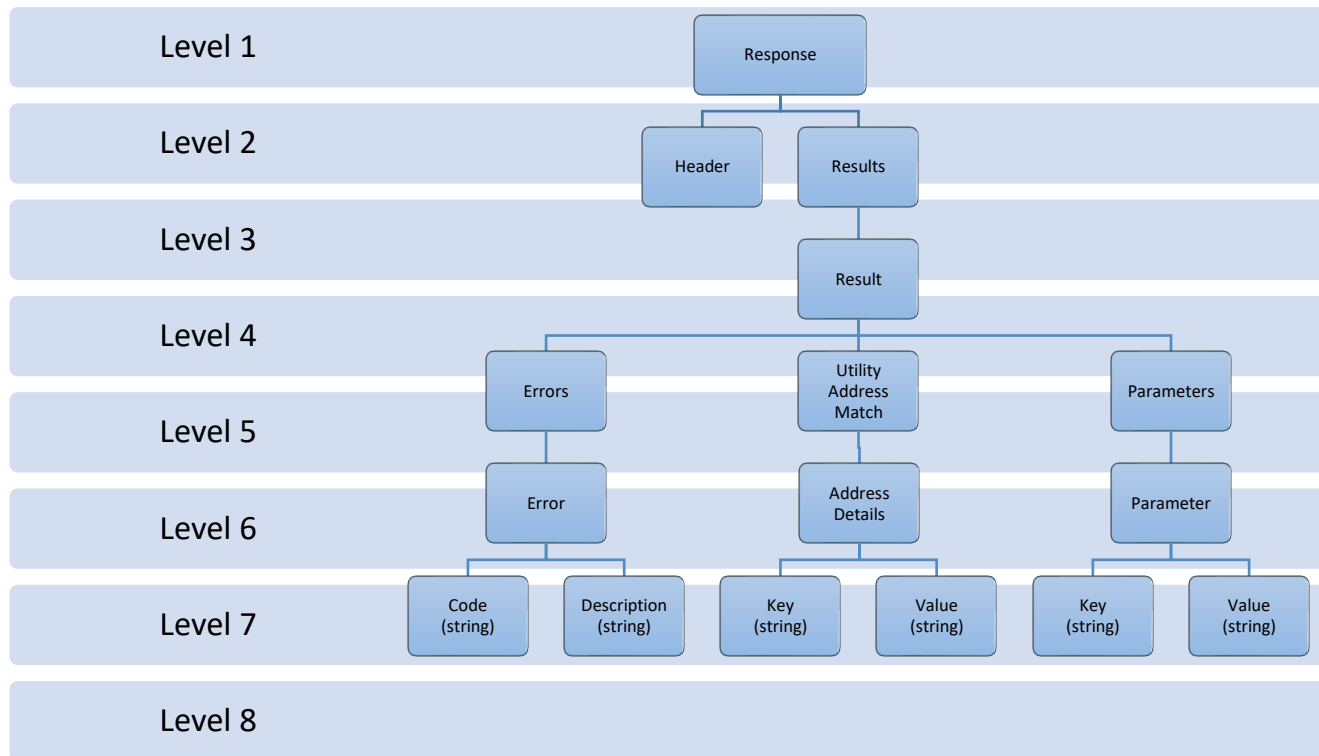 Level 1
Response
Level 2
Header
Results
Level 3
Result
Level 4
Errors
Utility
Address
Match
Parameters
Level 5
Error
Address
Details
Parameter
Level 6
Code
(string)
Description
(string)
Key
(string)
Value
(string)
Key
(string)
Value
(string)
Level 7
Level 8